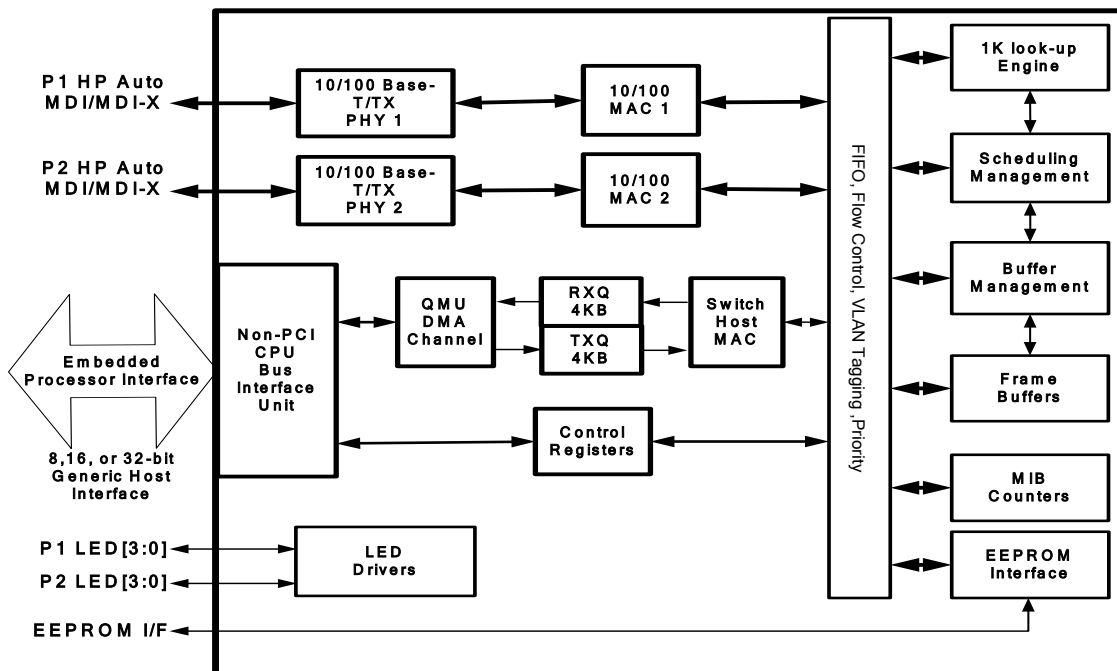 P1 HP Auto
MDI/MDI-X
10/100 Base-
T/TX
PHY 1
10/100
MAC 1
P2 HP Auto
MDI/MDI-X
10/100 Base-
T/TX
PHY 2
10/100
MAC 2
Embedded
Processor Interface
8,16, or 32-bit
Generic Host
Interface
Non-PCI
CPU
Bus
Interface
Unit
QMU
DMA
Channel
RXQ
4KB
TXQ
4KB
Switch
Host
MAC
Control
Registers
P1 LED[3:0]
P2 LED[3:0]
LED
Drivers
EEPROM I/F
FIFO, Flow Control, VLAN Tagging ,Priority
1K look-up
Engine
Scheduling
Management
Buffer
Management
Frame
Buffers
MIB
Counters
EEPROM
Interface